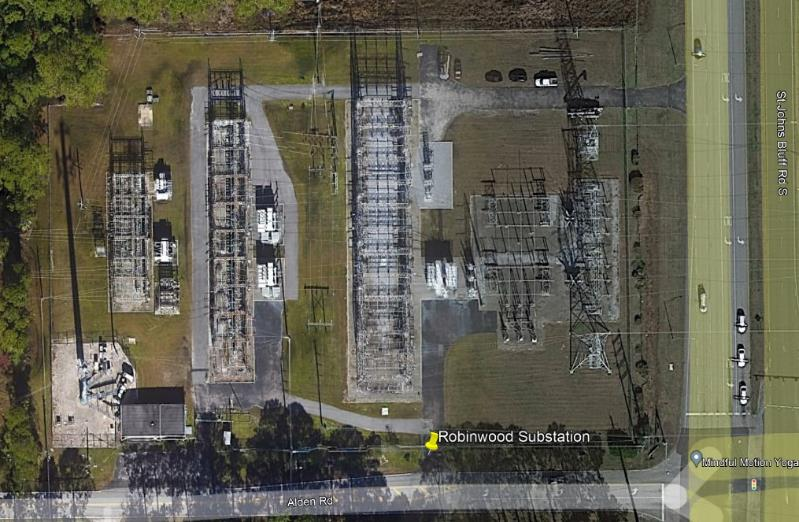 St Johns Bluff Rd S
Robinwood Substation
Mindful Motion Yoga
Alden Rd